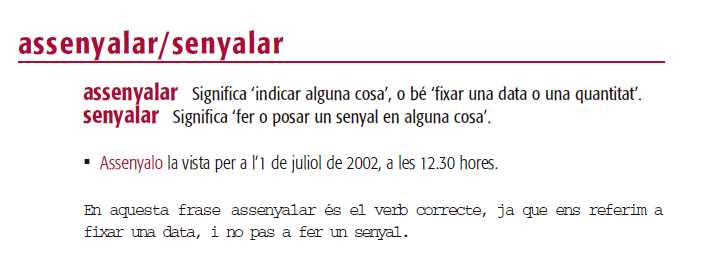 assenyalar/senyalar
assenyalar Significa ‘indicar alguna cosa’, o bé ‘fixar una data o una quantitat’.
senyalar Significa ‘fer o posar un senyal en alguna cosa’.
▪ Assenyalo la vista per a l’1 de juliol de 2002, a les 12.30 hores.
En aquesta frase assenyalar és el verb correcte, ja que ens referim a
fixar una data, i no pas a fer un senyal.